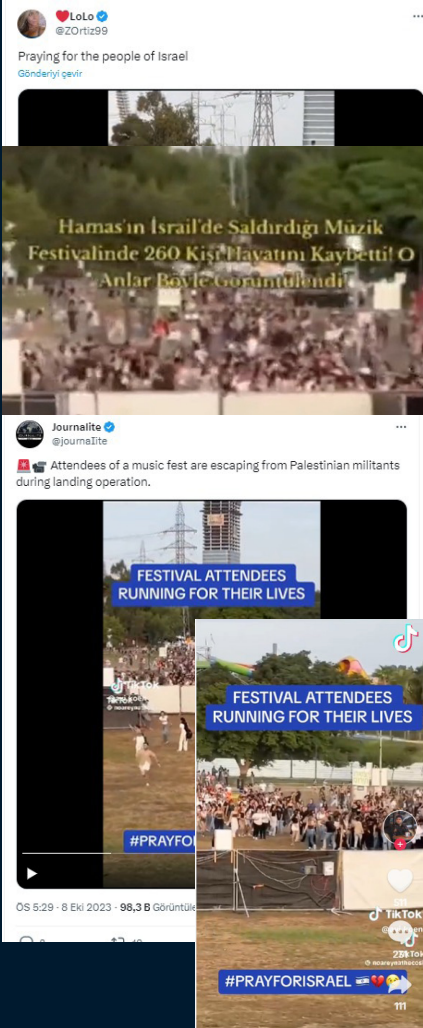 ❤️LoLo
@ZOrtiz99
Praying for the people of Israel
Gönderiyi çevir
Hamas'ın İsrail'de Saldırdığı Müzik
Festivalinde 260 Kişi Hayatını Kaybetti! O
Anlar Böyle Görüntülendi!
Journalite
@journaIite
🚨📹 Attendees of a music fest are escaping from Palestinian militants
during landing operation.
FESTIVAL ATTENDEES
RUNNING FOR THEIR LIVES
TikTok
#PRAYFO
ÖS 5:29 · 8 Eki 2023 · 98,3 B Görüntüle
FESTIVAL ATTENDEES
RUNNING FOR THEIR LIVES
TikTok
#PRAYFORISRAEL 🇮🇱💔😢
111